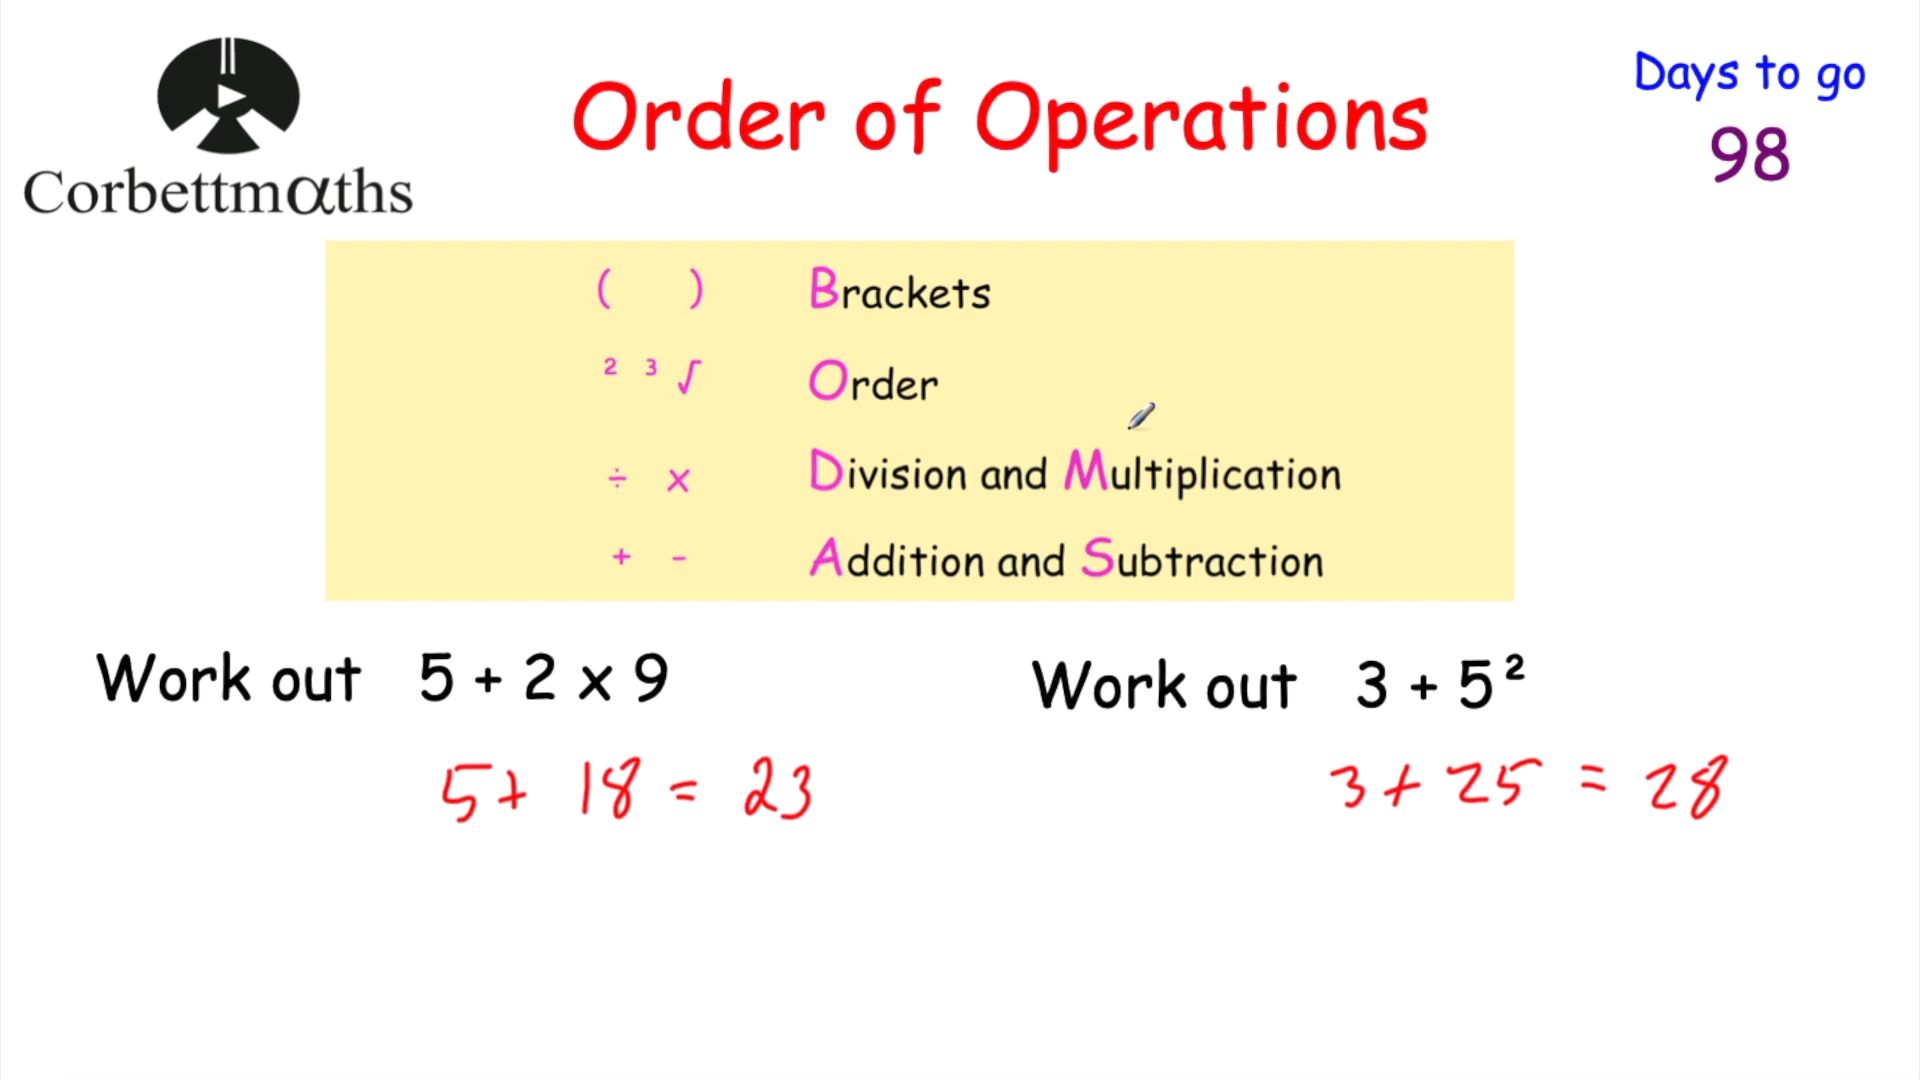 Corbettmαths
Order of Operations
Days to go
98
( ) Brackets
² ³ √ Order
÷ x Division and Multiplication
+ - Addition and Subtraction
Work out 5 + 2 x 9
5 + 18 = 23
Work out 3 + 5²
3 + 25 = 28